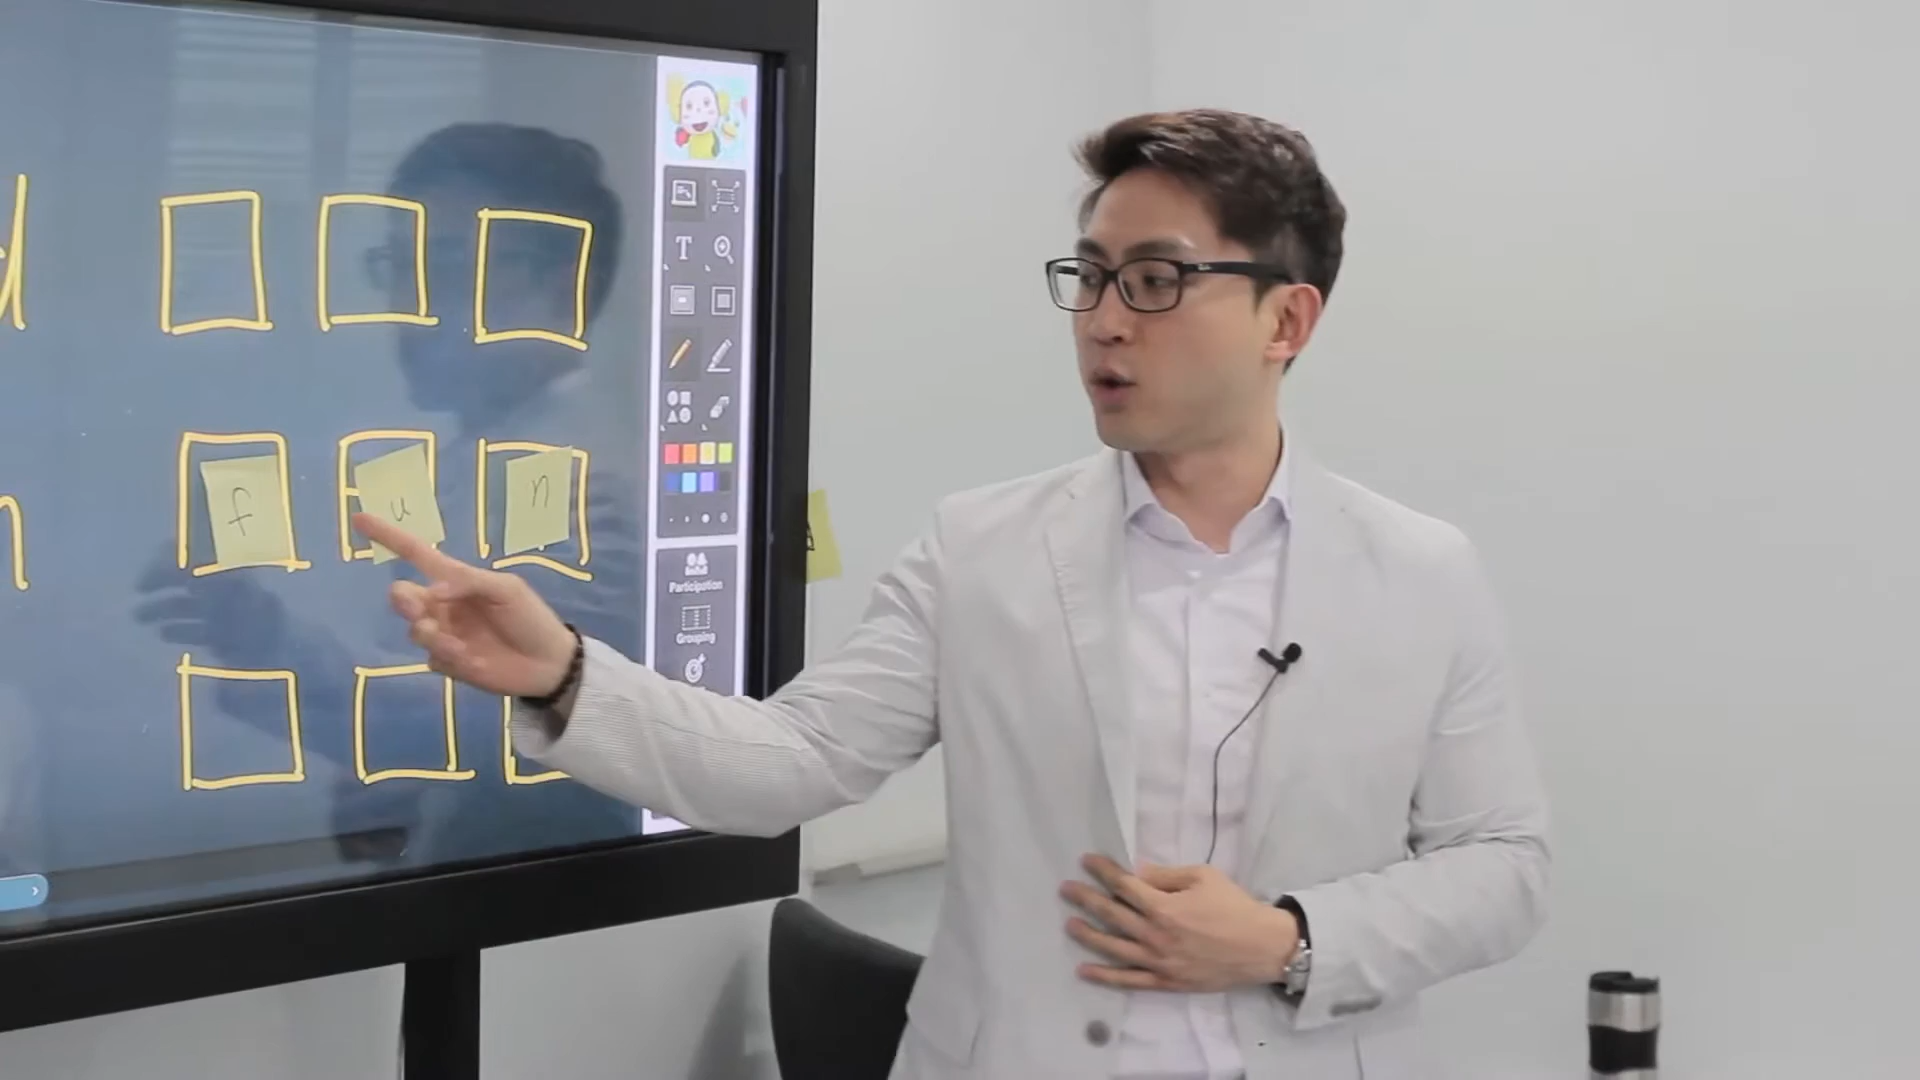 d
T
f u n
n
Participation
Grouping